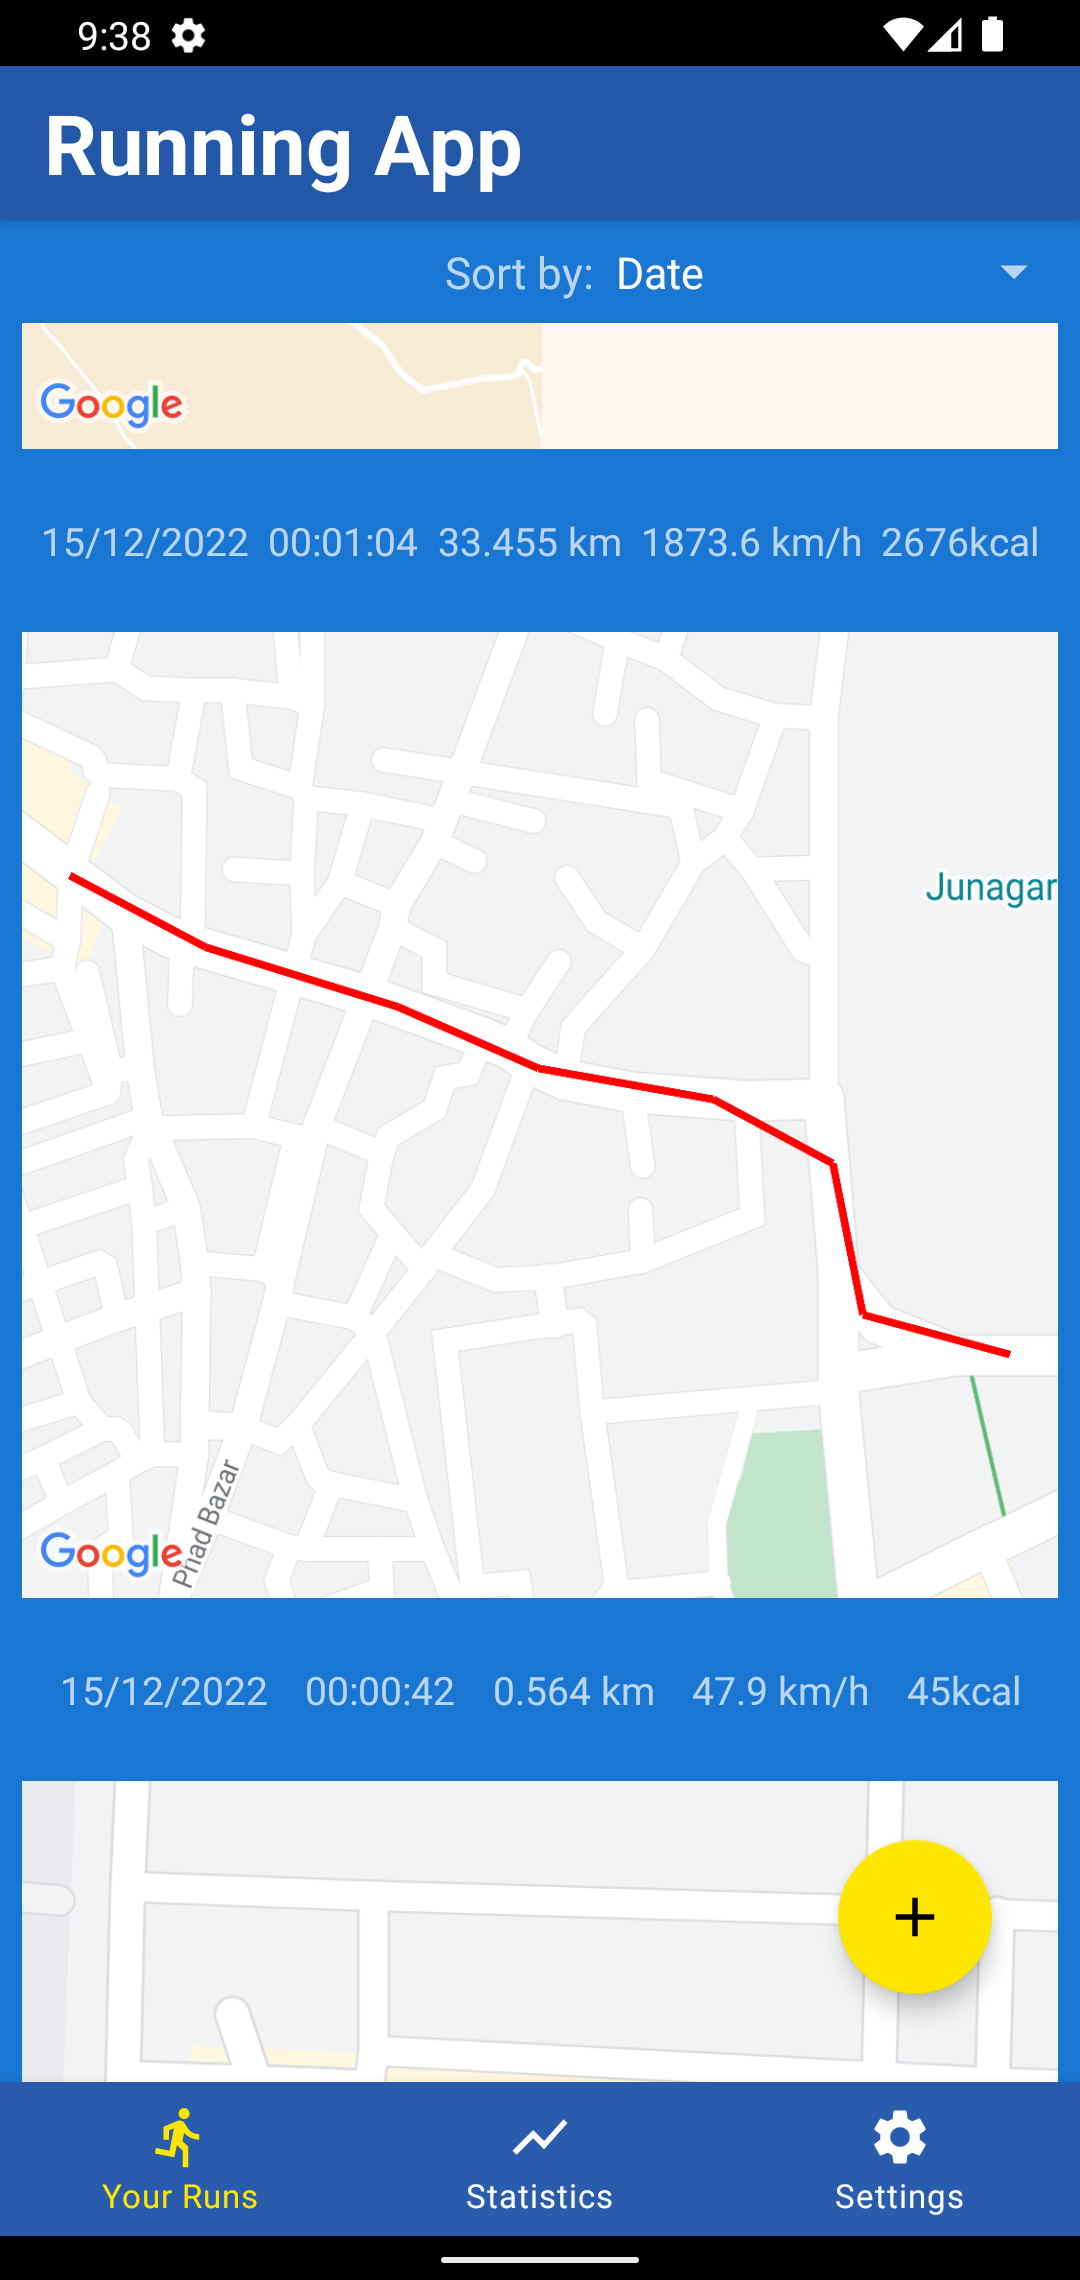 9:38
Running App
Sort by: Date
Google
15/12/2022 00:01:04 33.455 km 1873.6 km/h 2676kcal
Junagar
Bazar
Google
15/12/2022 00:00:42 0.564 km 47.9 km/h 45kcal
+
Your Runs Statistics Settings